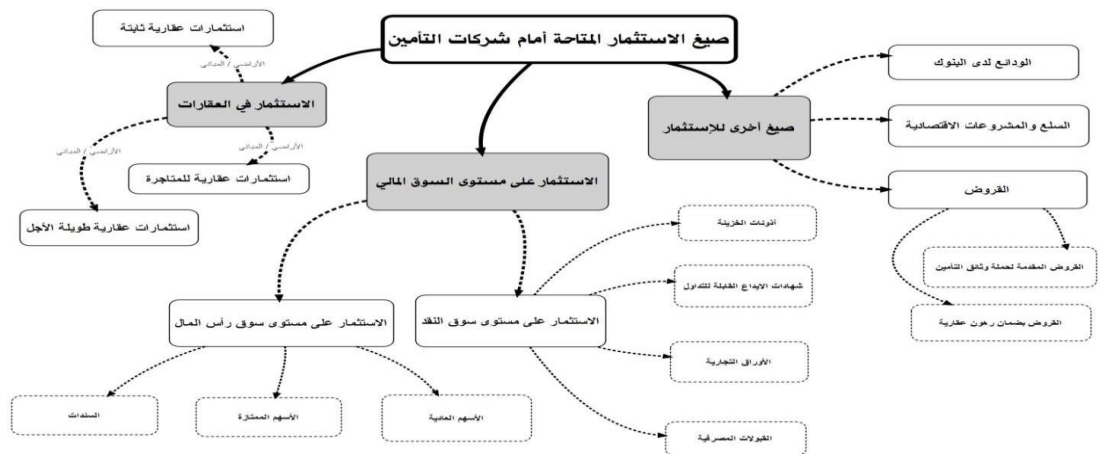 صيغ الاستثمار المتاحة أمام شركات التأمين
استثمارات عقارية ثابتة
الأراضي / المباني
الاستثمار في العقارات
الأراضي / المباني
الأراضي / المباني
استثمارات عقارية للمتاجرة
استثمارات عقارية طويلة الأجل
الاستثمار على مستوى السوق المالي
الاستثمار على مستوى سوق رأس المال
السندات
الأسهم الممتازة
الأسهم العادية
الاستثمار على مستوى سوق النقد
أذونات الخزينة
شهادات الايداع القابلة للتداول
الأوراق التجارية
القبولات المصرفية
صيغ أخرى للإستثمار
الودائع لدى البنوك
السلع والمشروعات الاقتصادية
القروض
القروض المقدمة لحملة وثائق التأمين
القروض بضمان رهون عقارية